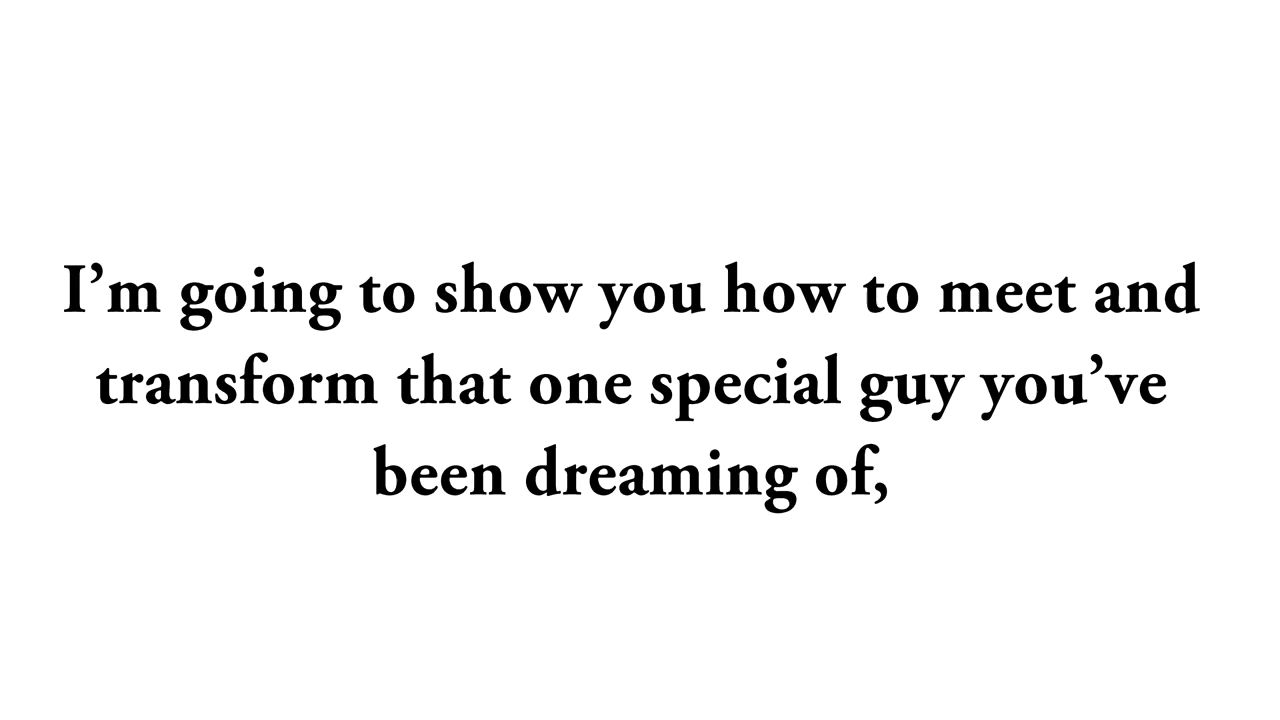 I’m going to show you how to meet and
transform that one special guy you’ve
been dreaming of,